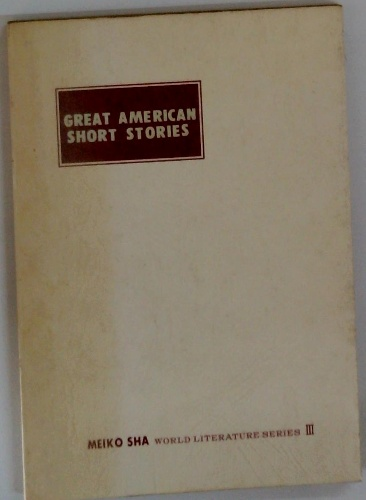 GREAT AMERICAN
SHORT STORIES
MEIKO SHA WORLD LITERATURE SERIES III